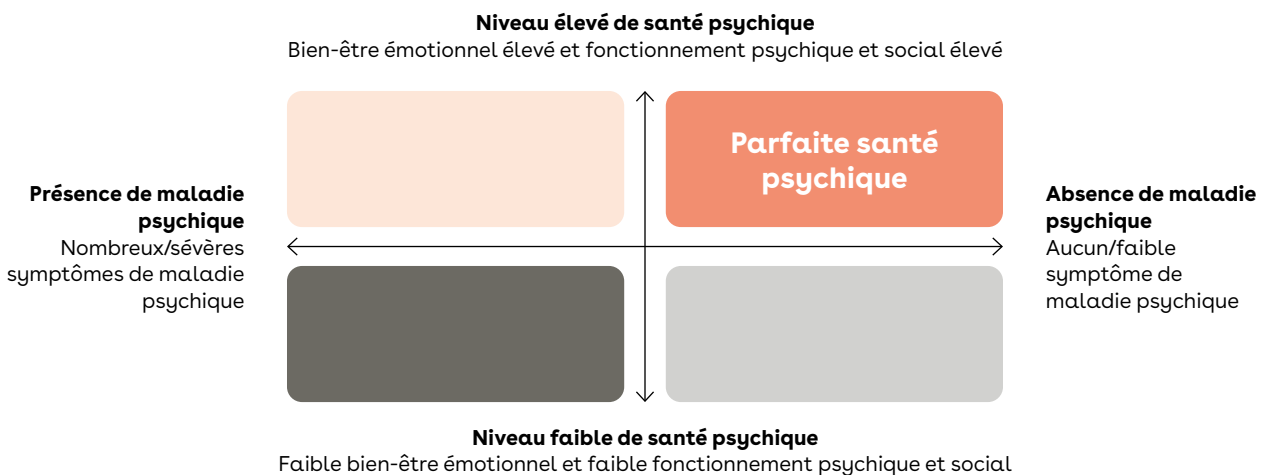 Niveau élevé de santé psychique
Bien-être émotionnel élevé et fonctionnement psychique et social élevé
Parfaite santé
psychique
Présence de maladie
psychique
Nombreux/sévères
symptômes de maladie
psychique
Absence de maladie
psychique
Aucun/faible
symptôme de
maladie psychique
Niveau faible de santé psychique
Faible bien-être émotionnel et faible fonctionnement psychique et social